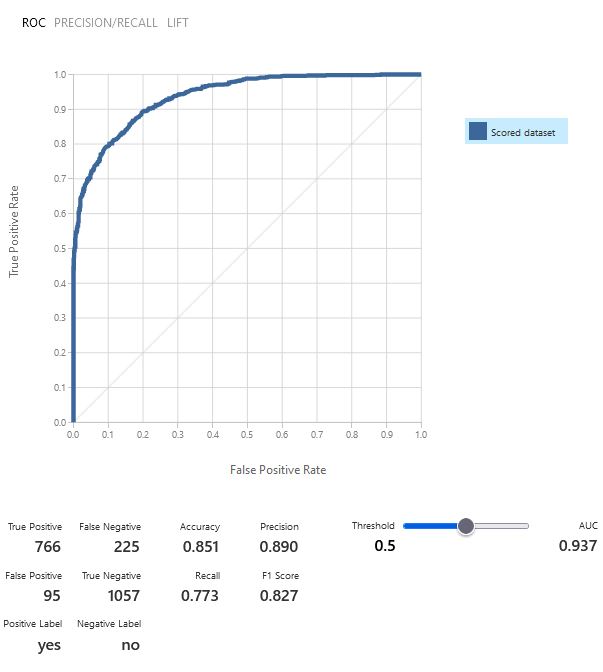 ROC PRECISION/RECALL LIFT
1.0
0.9
0.8
0.7
0.6
0.5
0.4
0.3
0.2
0.1
0.0
True Positive Rate
0.0 0.1 0.2 0.3 0.4 0.5 0.6 0.7 0.8 0.9 1.0
False Positive Rate
Scored dataset
True Positive False Negative Accuracy Precision Threshold AUC
766 225 0.851 0.890 0.5 0.937
False Positive True Negative Recall F1 Score
95 1057 0.773 0.827
Positive Label Negative Label
yes no